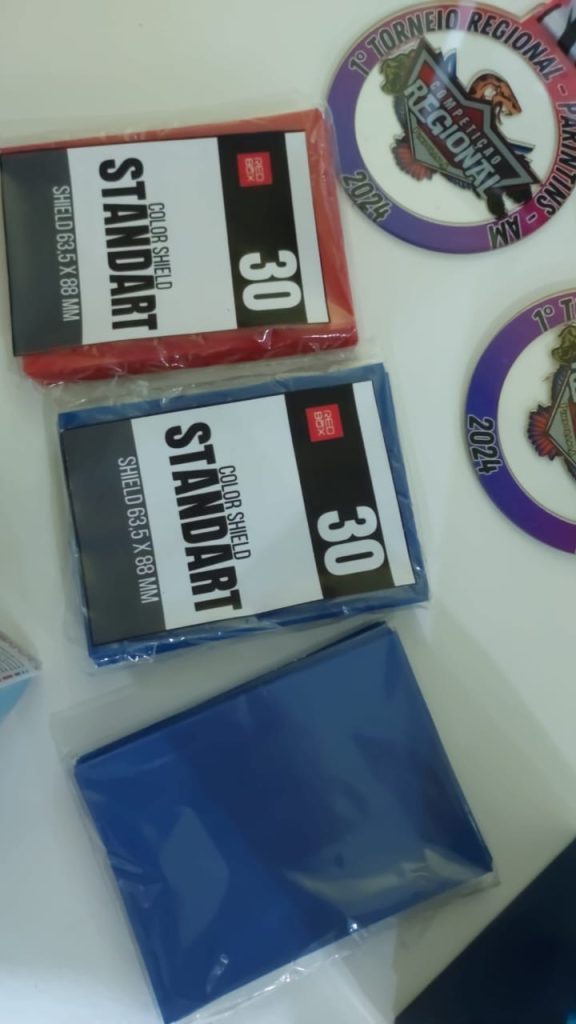 RED
BOX
30
COLOR SHIELD
STANDART
SHIELD 63,5 X 88 MM
RED
BOX
30
COLOR SHIELD
STANDART
SHIELD 63,5 X 88 MM
1º TORNEIO REGIONAL - PARINTINS - AM
2024
COMPETIÇÃO
REGIONAL
1º T
2024